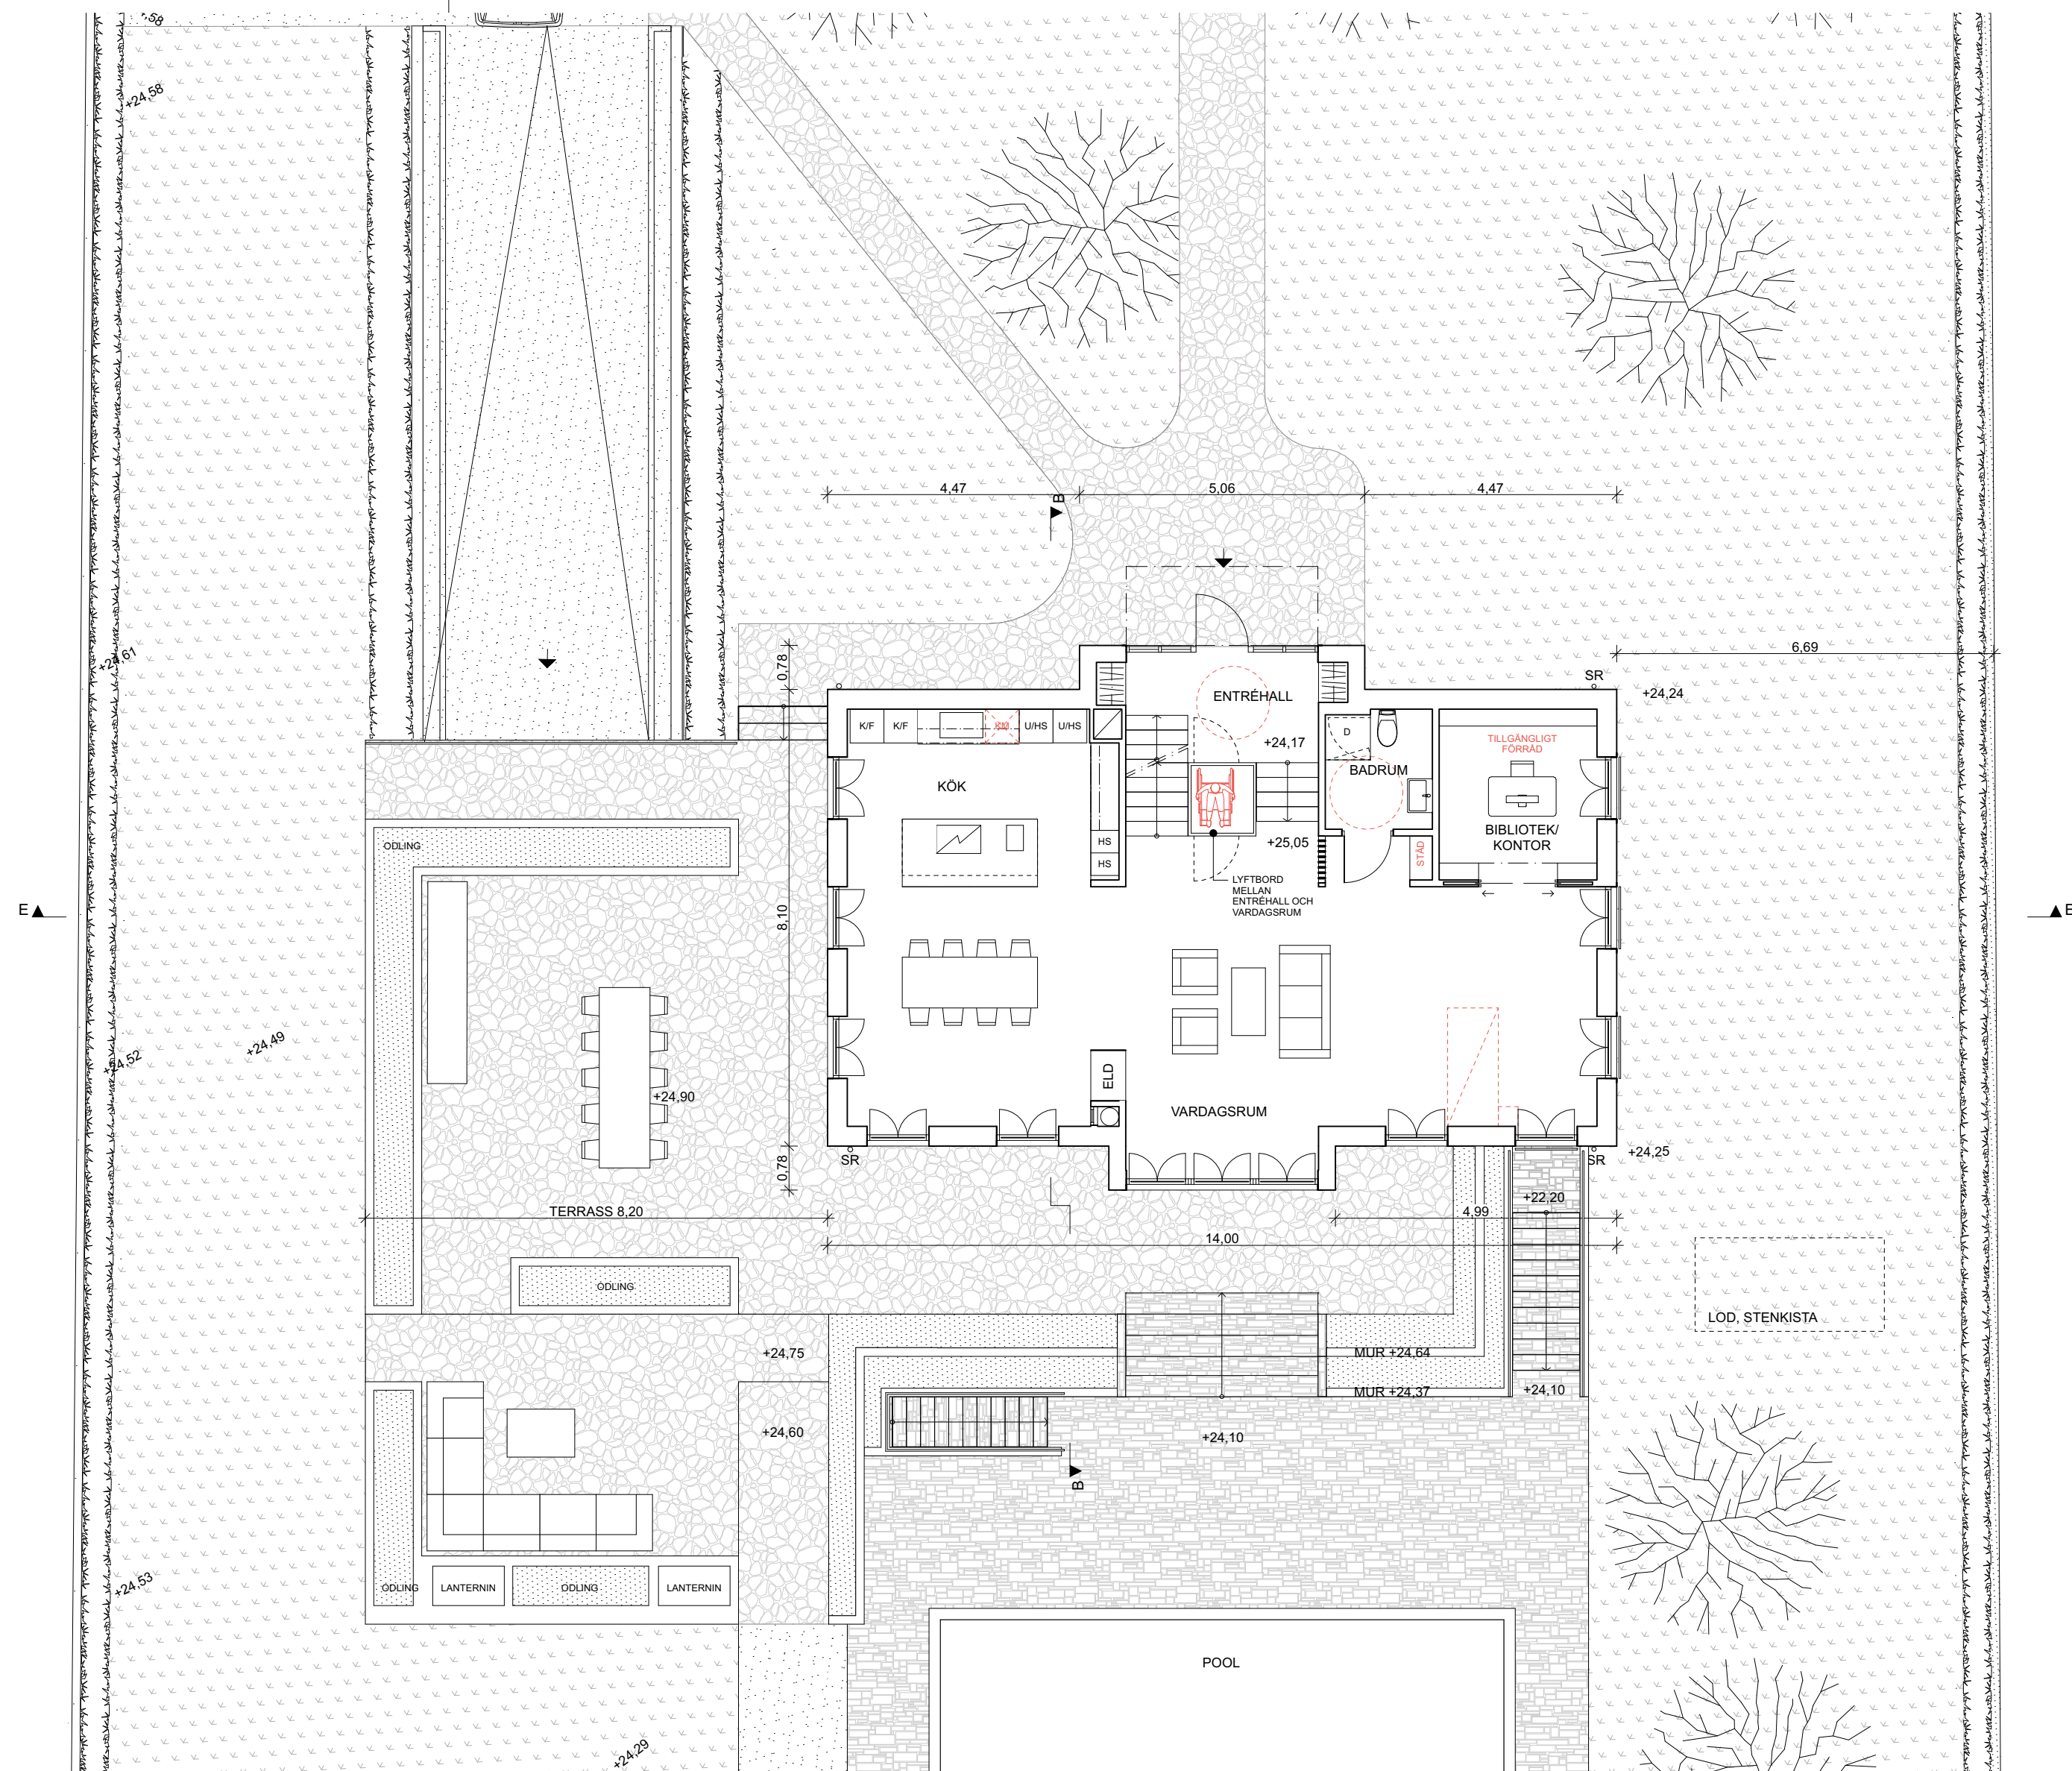 +24,58
4,47
5,06
4,47
B
+24,61
0,78
6,69
SR
+24,24
ENTRÉHALL
K/F
K/F
KM
U/HS
U/HS
+24,17
D
BADRUM
TILLGÄNGLIGT
FÖRRÅD
KÖK
BIBLIOTEK/
KONTOR
ODLING
HS
HS
+25,05
STÄD
LYFTBORD
MELLAN
ENTRÉHALL OCH
VARDAGSRUM
E
8,10
E
+24,49
+24,52
+24,90
ELD
VARDAGSRUM
SR
0,78
SR
+24,25
TERRASS 8,20
+22,20
4,99
14,00
ODLING
LOD, STENKISTA
+24,75
MUR +24,64
MUR +24,37
+24,10
+24,60
+24,10
B
+24,53
ODLING
LANTERNIN
ODLING
LANTERNIN
POOL
+24,29